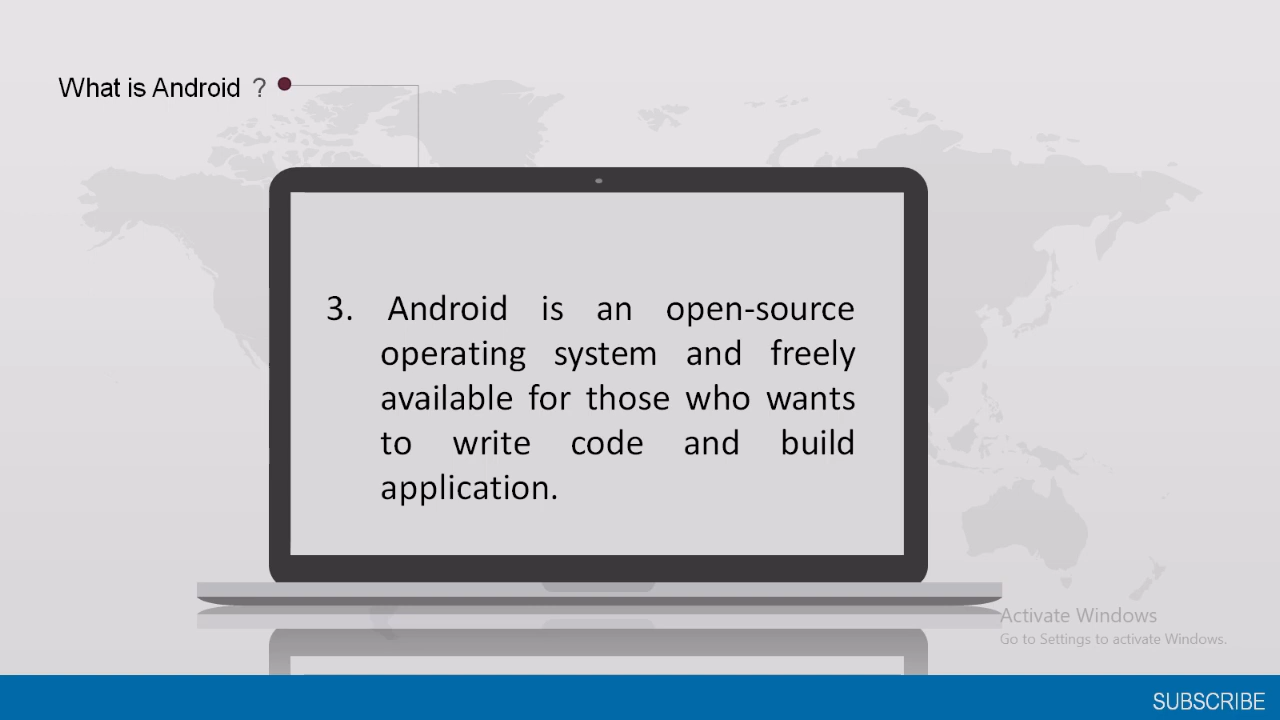 What is Android ?
3. Android is an open-source
operating system and freely
available for those who wants
to write code and build
application.
Activate Windows
Go to Settings to activate Windows.
SUBSCRIBE